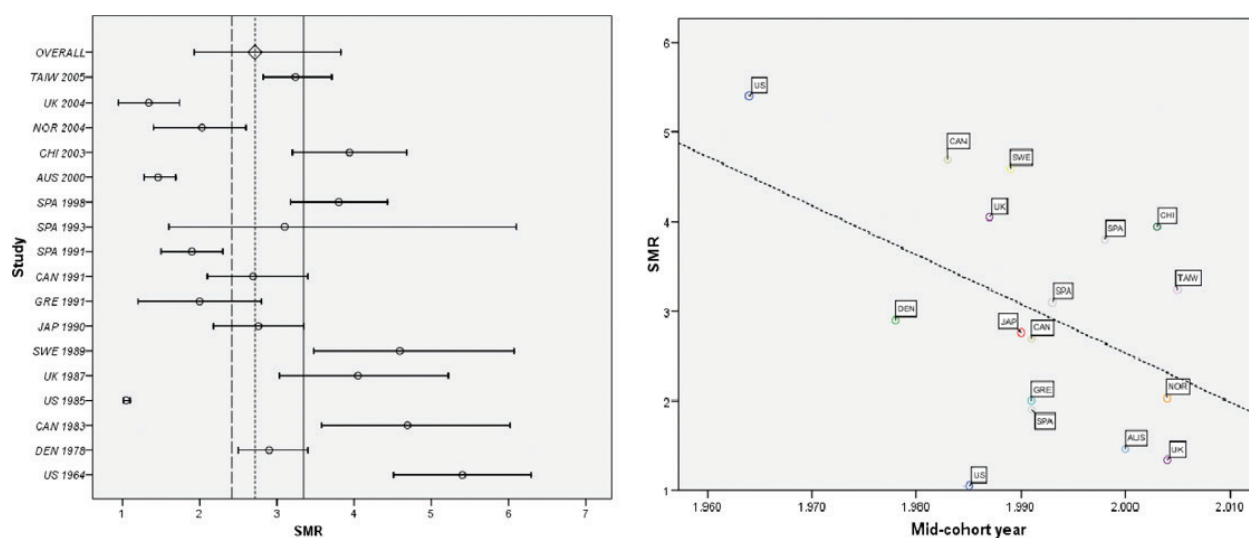 OVERALL
TAIW 2005
UK 2004
NOR 2004
CHI 2003
AUS 2000
SPA 1998
SPA 1993
SPA 1991
CAN 1991
GRE 1991
JAP 1990
SWE 1989
UK 1987
US 1985
CAN 1983
DEN 1978
US 1964
Study
1 2 3 4 5 6 7
SMR
6
5
4
3
2
1
SMR
US
CAN
SWE
UK
SPA
CHI
TAIW
SPA
DEN
JAP
CAN
GRE
NOR
SPA
AUS
UK
US
1.960 1.970 1.980 1.990 2.000 2.010
Mid-cohort year